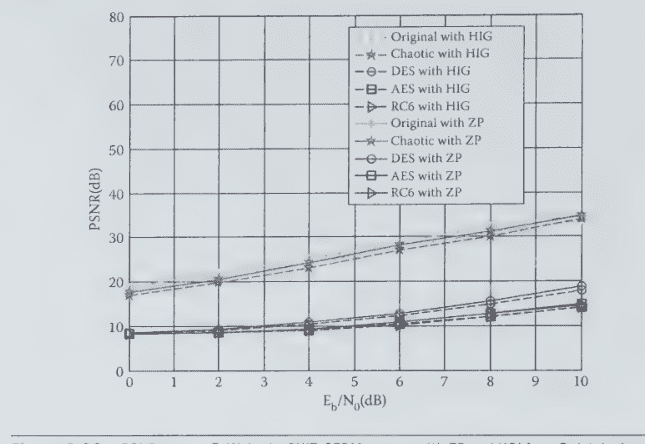 80
70
60
50
40
30
20
10
0
PSNR(dB)
Original with HIG
Chaotic with HIG
DES with HIG
AES with HIG
RC6 with HIG
Original with ZP
Chaotic with ZP
DES with ZP
AES with ZP
RC6 with ZP
0 1 2 3 4 5 6 7 8 9 10
Eb/N0(dB)